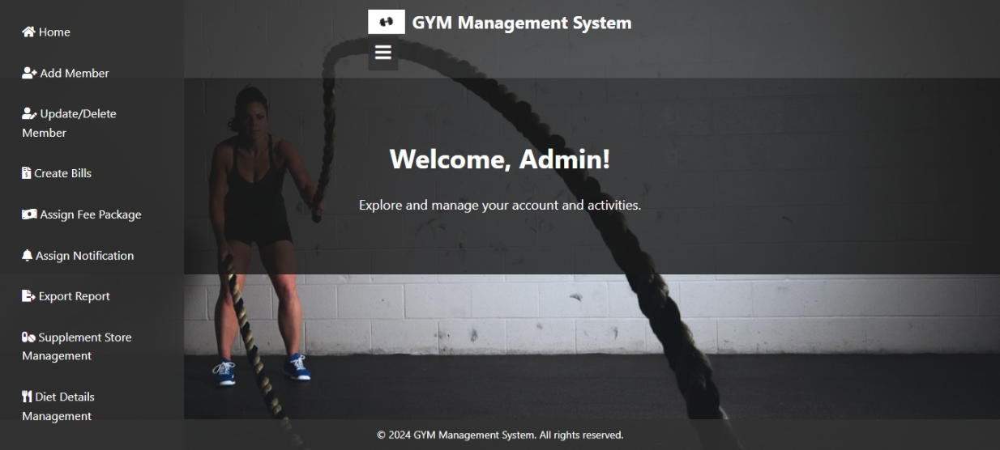 GYM Management System
Home
Add Member
Update/Delete
Member
Create Bills
Assign Fee Package
Assign Notification
Export Report
Supplement Store
Management
Diet Details
Management
Welcome, Admin!
Explore and manage your account and activities.
© 2024 GYM Management System. All rights reserved.